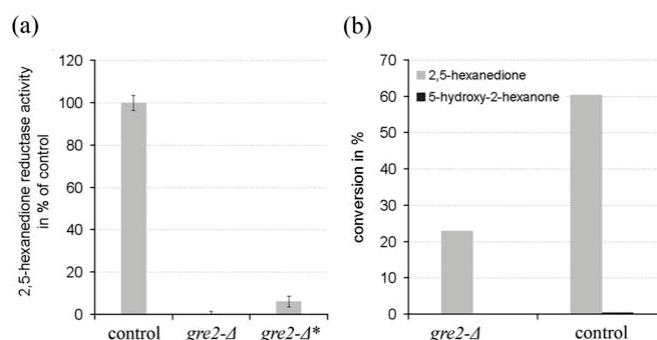 (a)
2,5-hexanedione reductase activity
in % of control
120
100
80
60
40
20
0
control gre2-Δ gre2-Δ*
(b)
conversion in %
70
60
50
40
30
20
10
0
2,5-hexanedione
5-hydroxy-2-hexanone
gre2-Δ control